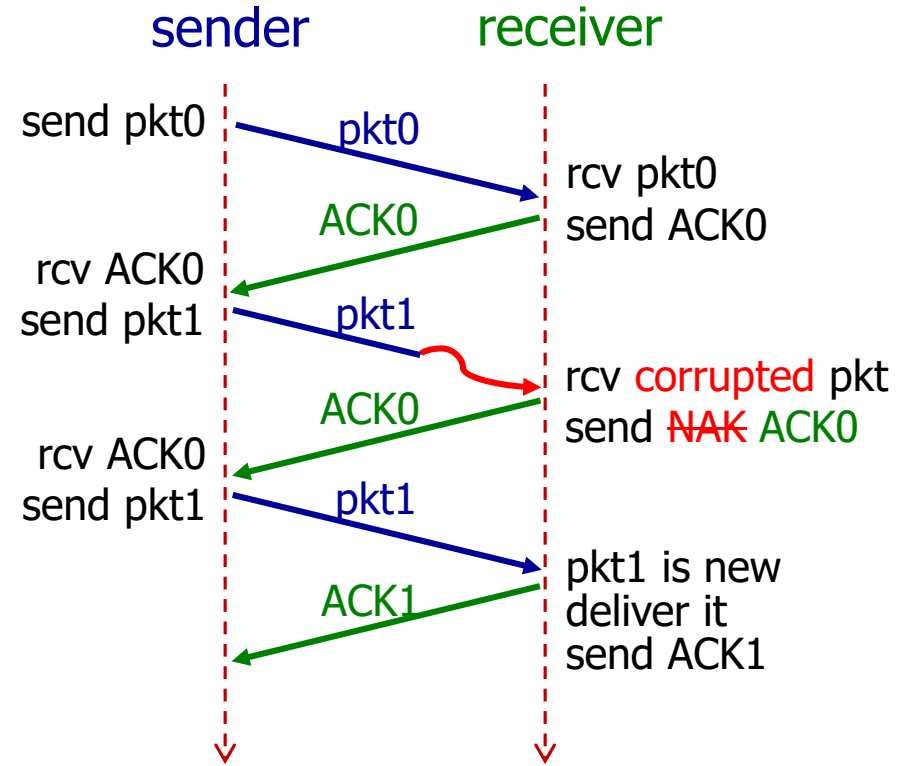 sender receiver
send pkt0
pkt0
rcv pkt0
send ACK0
ACK0
rcv ACK0
send pkt1
pkt1
rcv corrupted pkt
send NAK ACK0
ACK0
rcv ACK0
send pkt1
pkt1
pkt1 is new
deliver it
send ACK1
ACK1